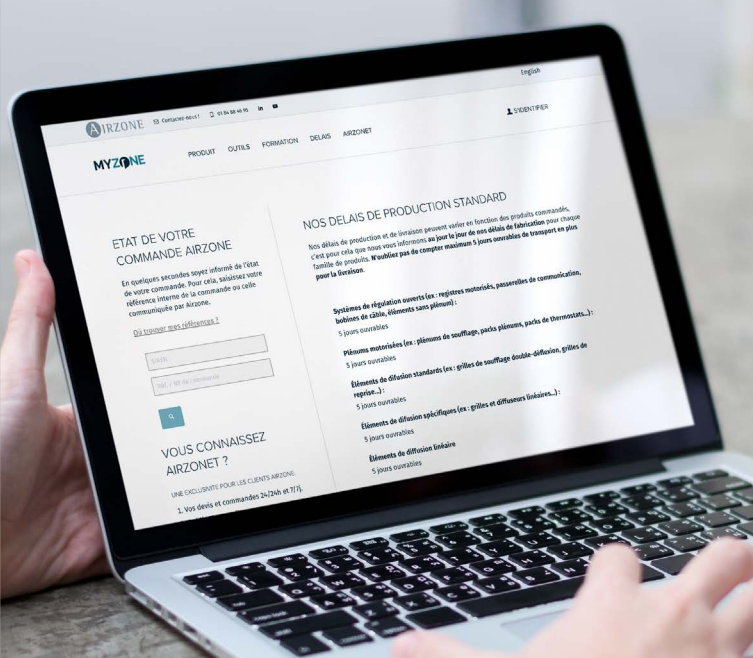 English
AIRZONE Contactez-nous ! 01 84 88 46 95 in
MYZONE PRODUIT OUTILS FORMATION DELAIS AIRZONET S'IDENTIFIER
ETAT DE VOTRE
COMMANDE AIRZONE
En quelques secondes soyez informé de l'état
de votre commande. Pour cela, saisissez votre
référence interne de la commande ou celle
communiquée par Airzone.
Où trouver mes références ?
VOUS CONNAISSEZ
AIRZONET ?
UNE EXCLUSIVITE POUR LES CLIENTS AIRZONE.
1. Vos devis et commandes 24/24h et 7/7j.
NOS DELAIS DE PRODUCTION STANDARD
Nos délais de production et de livraison peuvent varier en fonction des produits commandés,
c'est pour cela que nous vous informons au jour le jour de nos délais de fabrication pour chaque
famille de produits. N'oubliez pas de compter maximum 5 jours ouvrables de transport en plus
pour la livraison.
Systèmes de régulation ouverts (ex : registres motorisés, passerelles de communication,
bobines de câble, éléments sans plénum) :
5 jours ouvrables
Plénums motorisées (ex : plénums de soufflage, packs plénums, packs de thermostats...) :
5 jours ouvrables
Éléments de difusion standards (ex : grilles de soufflage double-déflexion, grilles de
reprise...) :
5 jours ouvrables
Éléments de difusion spécifiques (ex : grilles et diffuseurs linéaires...) :
5 jours ouvrables
Éléments de diffusion linéaire
5 jours ouvrables